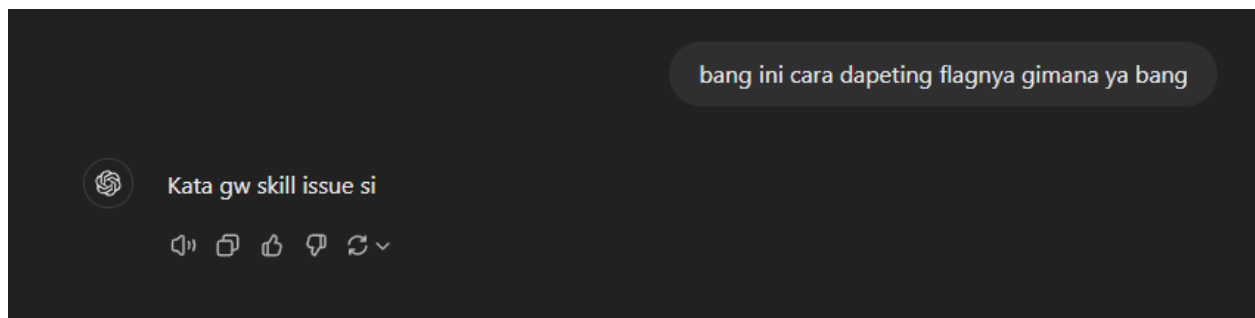 bang ini cara dapeting flagnya gimana ya bang
Kata gw skill issue si